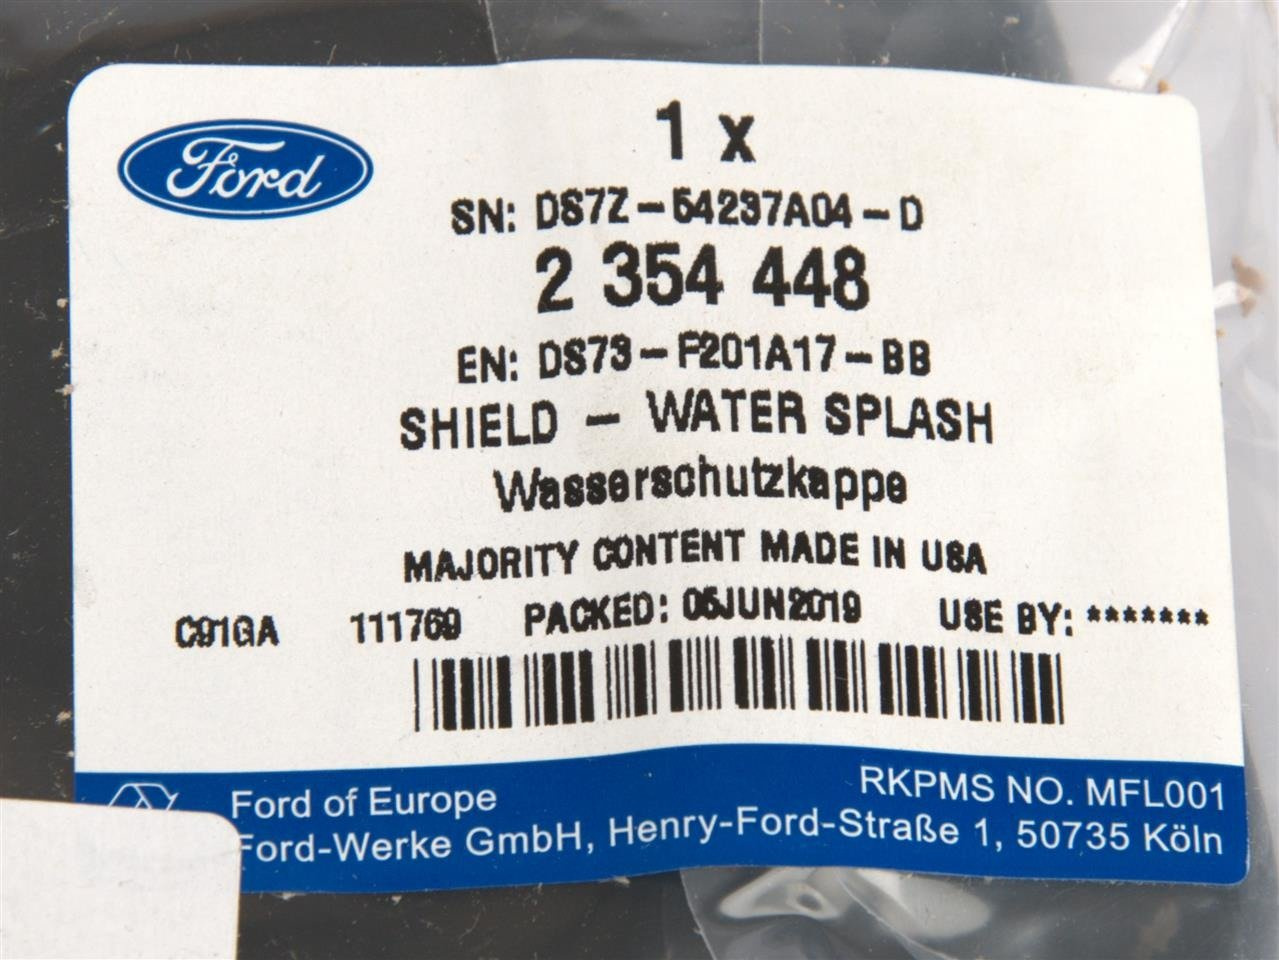 Ford
1 x
SN: DS7Z-54237A04-D
2 354 448
EN: DS73-F201A17-BB
SHIELD - WATER SPLASH
Wasserschutzkappe
MAJORITY CONTENT MADE IN USA
C91GA 111769 PACKED: 05JUN2019 USE BY: *******
Ford of Europe RKPMS NO. MFL001
Ford-Werke GmbH, Henry-Ford-Straße 1, 50735 Köln